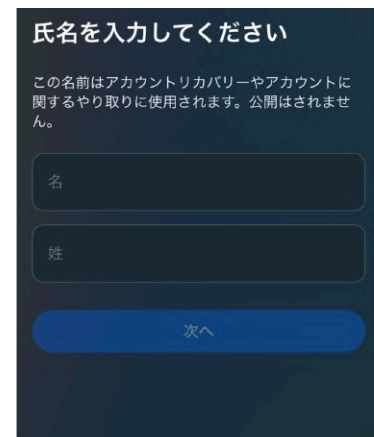 氏名を入力してください
この名前はアカウントリカバリーやアカウントに
関するやり取りに使用されます。公開はされませ
ん。
名
姓
次へ